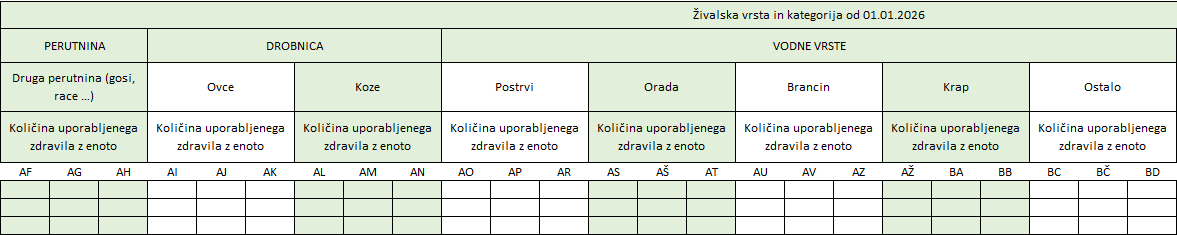 Živalska vrsta in kategorija od 01.01.2026
PERUTNINA DROBNICA VODNE VRSTE
Druga perutnina (gosi,
race …)
Ovce
Koze
Postrvi
Orada
Brancin
Krap
Ostalo
Količina uporabljenega
zdravila z enoto
Količina uporabljenega
zdravila z enoto
Količina uporabljenega
zdravila z enoto
Količina uporabljenega
zdravila z enoto
Količina uporabljenega
zdravila z enoto
Količina uporabljenega
zdravila z enoto
Količina uporabljenega
zdravila z enoto
Količina uporabljenega
zdravila z enoto
AF AG AH AI AJ AK AL AM AN AO AP AR AS AŠ AT AU AV AZ AŽ BA BB BC BČ BD